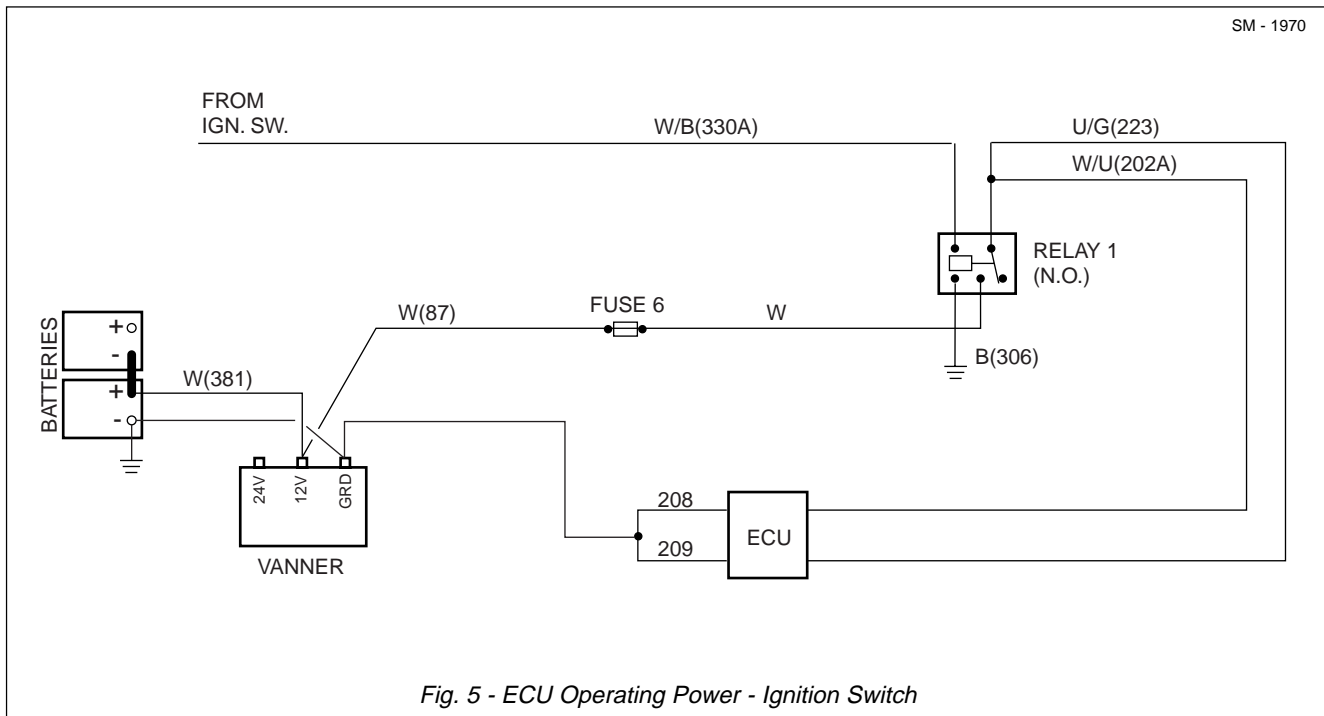 SM - 1970
FROM
IGN. SW.
W/B(330A)
U/G(223)
W/U(202A)
RELAY 1
(N.O.)
W(87)
FUSE 6
W
B(306)
BATTERIES
+
-
+
-
W(381)
24V
12V
GRD
VANNER
208
209
ECU
Fig. 5 - ECU Operating Power - Ignition Switch